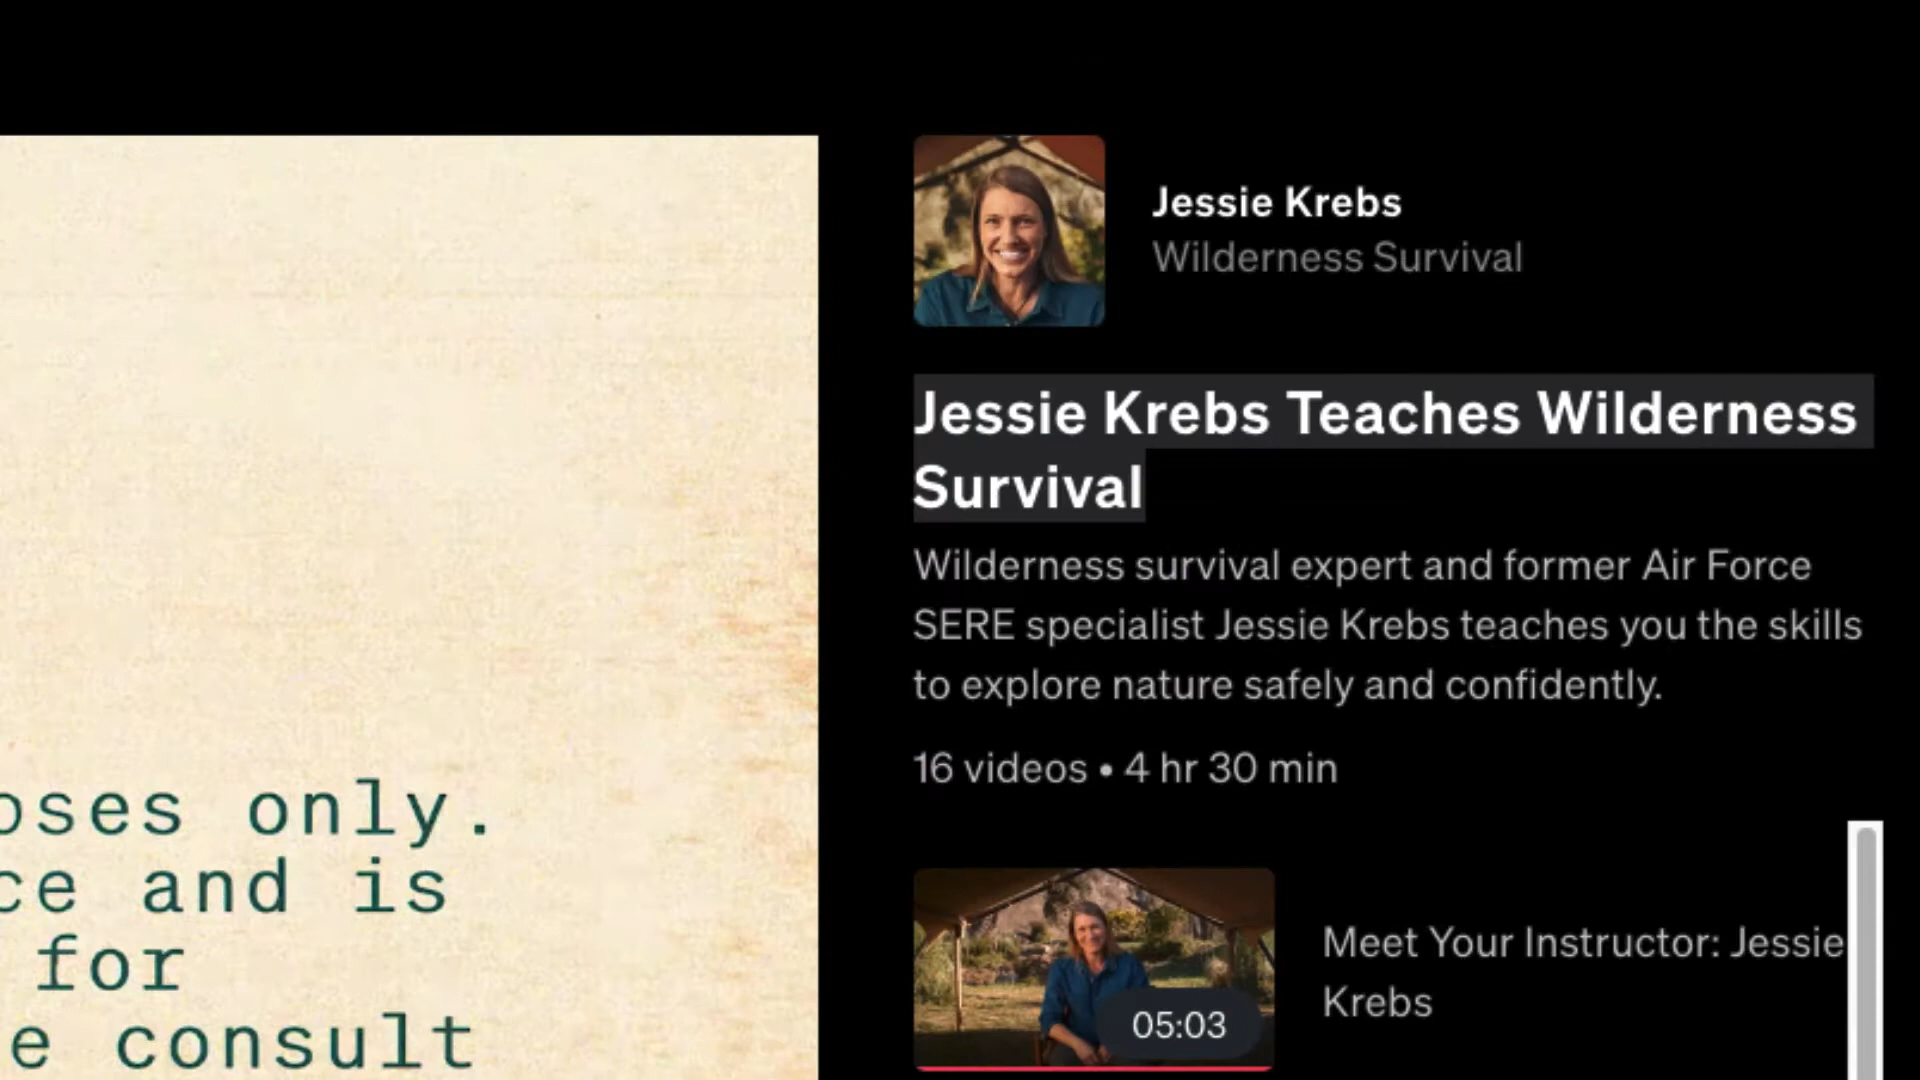 Jessie Krebs
Wilderness Survival
Jessie Krebs Teaches Wilderness
Survival
Wilderness survival expert and former Air Force
SERE specialist Jessie Krebs teaches you the skills
to explore nature safely and confidently.
16 videos • 4 hr 30 min
Meet Your Instructor: Jessie
Krebs
05:03
only.
and is
for
consult